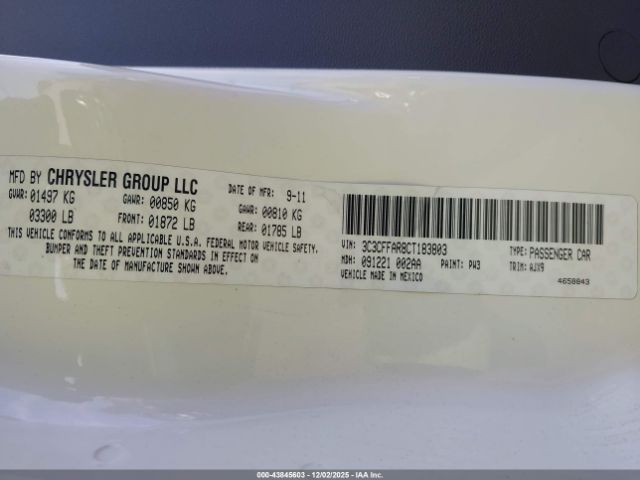 MFD BY CHRYSLER GROUP LLC DATE OF MFR: 9-11
GVWR: 01497 KG GAWR: 00850 KG GAWR: 00810 KG
03300 LB FRONT: 01872 LB REAR: 01785 LB
THIS VEHICLE CONFORMS TO ALL APPLICABLE U.S.A. FEDERAL MOTOR VEHICLE SAFETY,
BUMPER AND THEFT PREVENTION STANDARDS IN EFFECT ON
THE DATE OF MANUFACTURE SHOWN ABOVE.
VIN: 3C3CFFAR8CT183803 TYPE: PASSENGER CAR
MDH: 091221 002AA PAINT: PW3 TRIM: AJX9
VEHICLE MADE IN MEXICO
4658843
000-43845603 - 12/02/2025 - IAA, Inc.